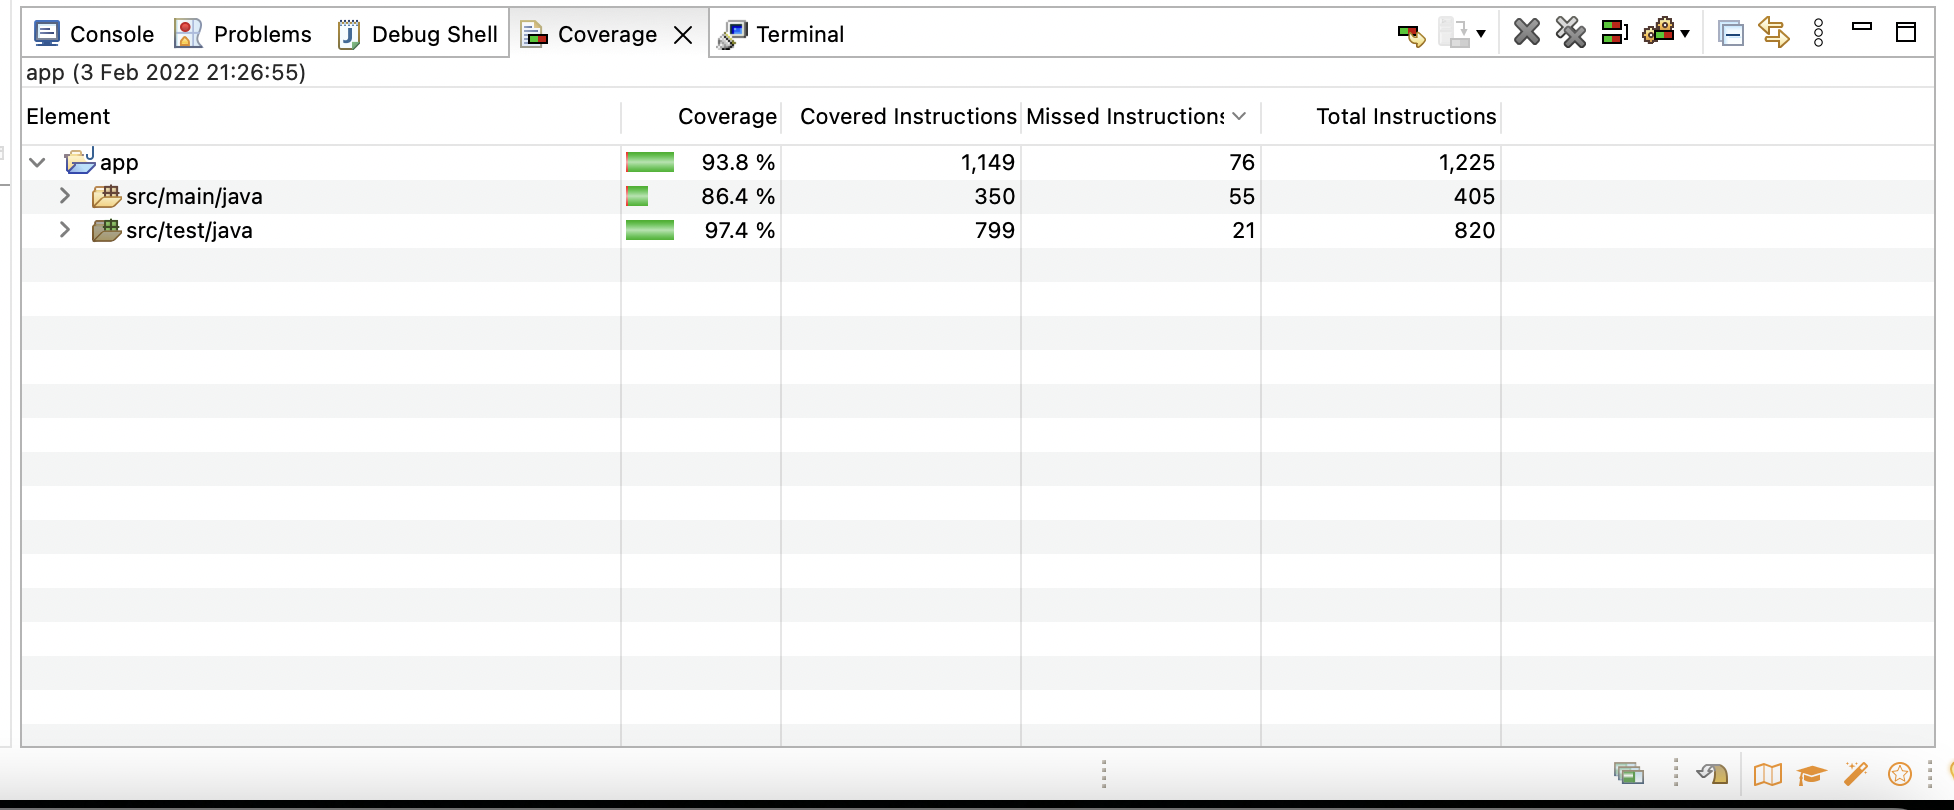 Console Problems Debug Shell Coverage Terminal
app (3 Feb 2022 21:26:55)
Element Coverage Covered Instructions Missed Instructions Total Instructions
app 93.8 % 1,149 76 1,225
src/main/java 86.4 % 350 55 405
src/test/java 97.4 % 799 21 820